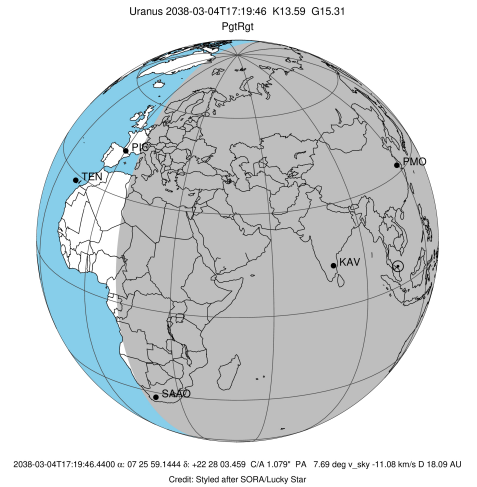 Uranus 2038-03-04T17:19:46 K13.59 G15.31
PgtRgt
PIC
PMO
TEN
KAV
SAAO
2038-03-04T17:19:46.4400 α: 07 25 59.1444 δ: +22 28 03.459 C/A 1.079" PA 7.69 deg v_sky -11.08 km/s D 18.09 AU
Credit: Styled after SORA/Lucky Star